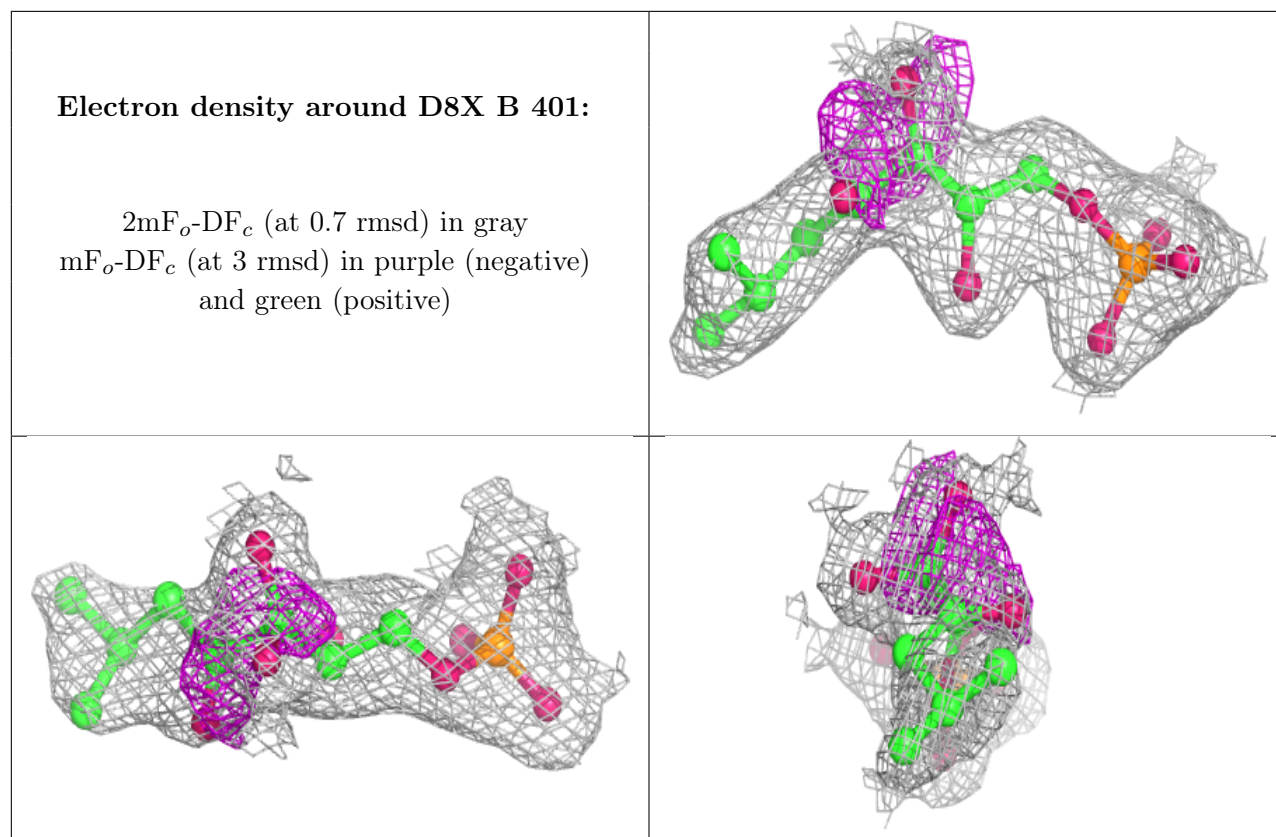 Electron density around D8X B 401:
2mFₒ-DF𝑐 (at 0.7 rmsd) in gray
mFₒ-DF𝑐 (at 3 rmsd) in purple (negative)
and green (positive)